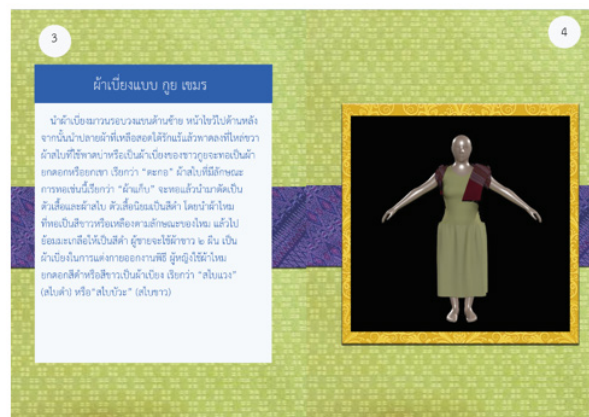 3
ผ้าเบี่ยงแบบ กูย เขมร
นำผ้าเบี่ยงมาวนรอบวงแขนด้านซ้าย หน้าไขว้ไปด้านหลัง
จากนั้นนำปลายผ้าที่เหลือสอดใต้รักแร้แล้วพาดลงที่ไหล่ขวา
ผ้าสไบที่ใช้พาดบ่าหรือเป็นผ้าเบี่ยงของชาวกูยจะทอเป็นผ้า
ยกดอกหรือยกเขา เรียกว่า "ตะกอ" ผ้าสไบที่มีลักษณะ
การทอเช่นนี้เรียกว่า "ผ้าแก็บ" จะทอแล้วนำมาตัดเป็น
ตัวเสื้อและผ้าสไบ ตัวเสื้อนิยมเป็นสีดำ โดยนำผ้าไหม
ที่ทอเป็นสีขาวหรือเหลืองตามลักษณะของไหม แล้วไป
ย้อมมะเกลือให้เป็นสีดำ ผู้ชายจะใช้ผ้าขาว ๒ ผืน เป็น
ผ้าเบี่ยงในการแต่งกายออกงานพิธี ผู้หญิงใช้ผ้าไหม
ยกดอกสีดำหรือสีขาวเป็นผ้าเบี่ยง เรียกว่า "สไบแวง"
(สไบดำ) หรือ"สไบบัวะ" (สไบขาว)
4